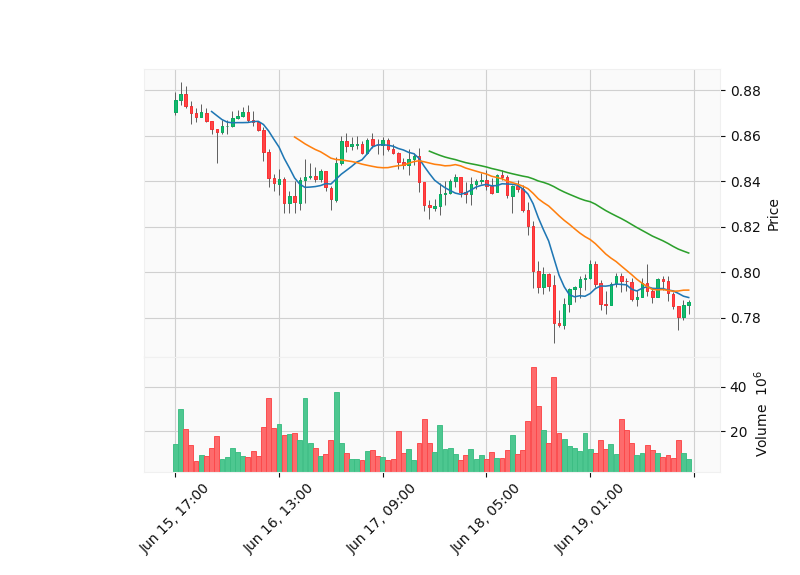 0.88
0.86
0.84
0.82
0.80
0.78
Price
40
20
Volume 10^6
Jun 15, 17:00
Jun 16, 13:00
Jun 17, 09:00
Jun 18, 05:00
Jun 19, 01:00